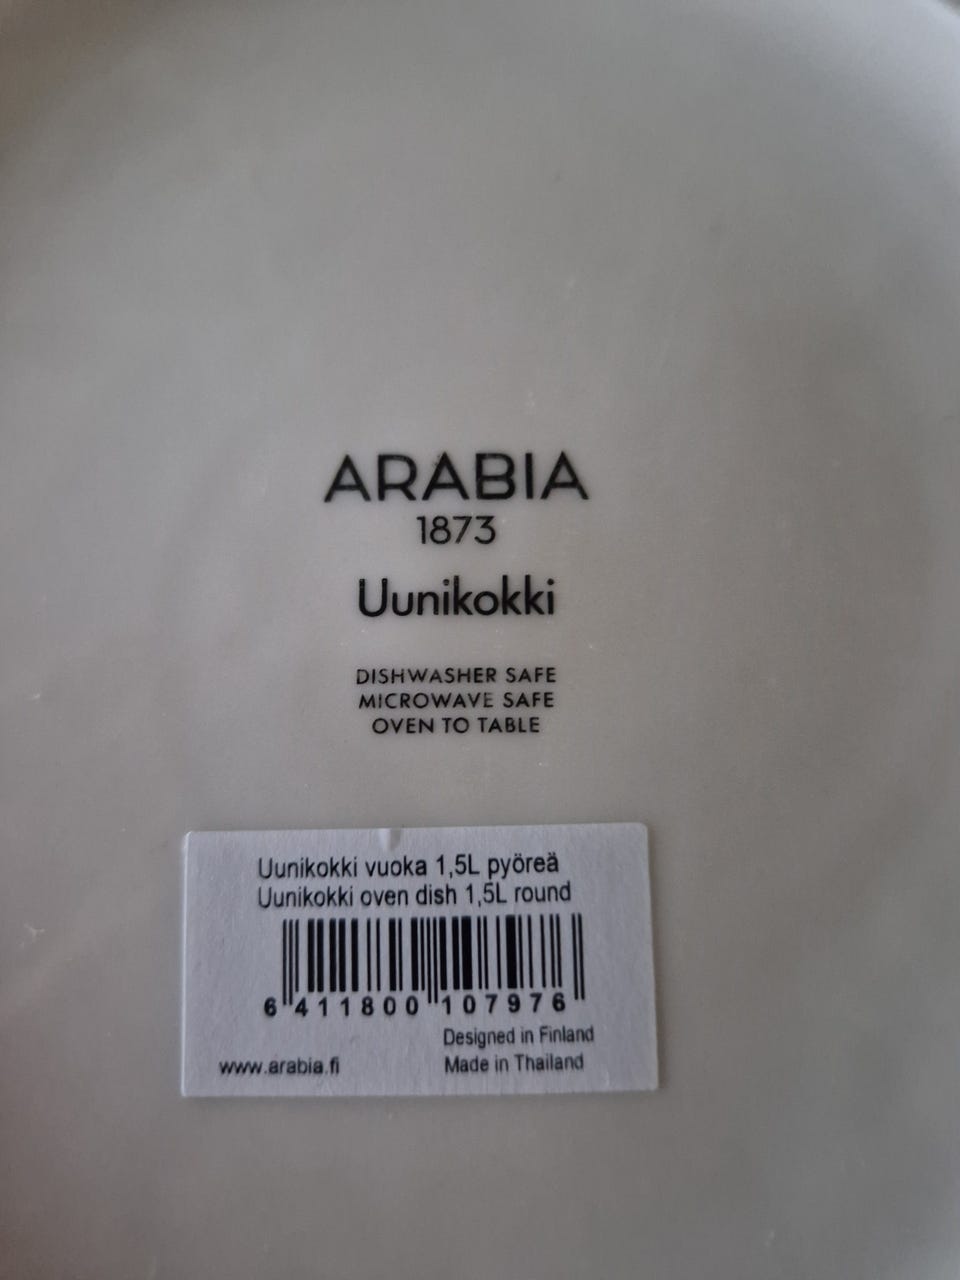 ARABIA
1873
Uunikokki
DISHWASHER SAFE
MICROWAVE SAFE
OVEN TO TABLE
Uunikokki vuoka 1,5L pyöreä
Uunikokki oven dish 1,5L round
6 411800 107976
Designed in Finland
www.arabia.fi Made in Thailand